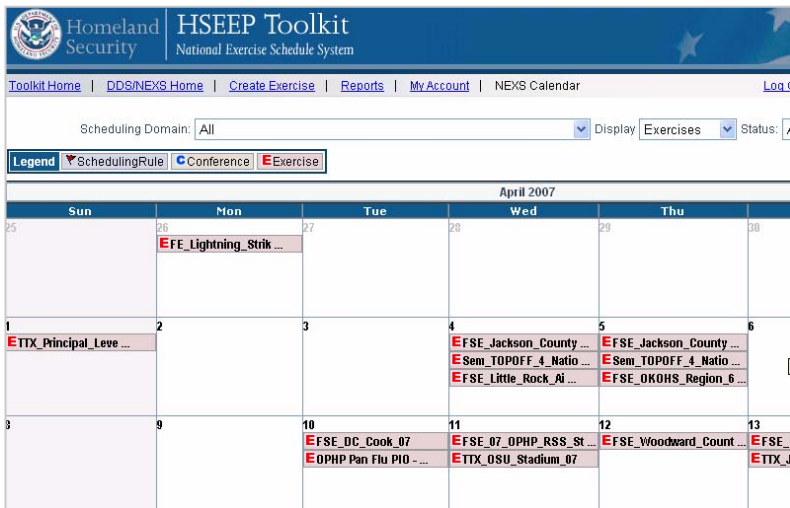 Homeland Security
HSEEP Toolkit
National Exercise Schedule System
Toolkit Home | DDS/NEXS Home | Create Exercise | Reports | My Account | NEXS Calendar Log
Scheduling Domain: All Display Exercises Status:
Legend SchedulingRule C Conference E Exercise
April 2007
Sun Mon Tue Wed Thu
25 26 27 28 29 30
E FE_Lightning_Strik ...
1 2 3 4 5 6
E TTX_Principal_Leve ... E FSE_Jackson_County ... E FSE_Jackson_County ...
E Sem_TOPOFF_4_Natio ... E Sem_TOPOFF_4_Natio ...
E FSE_Little_Rock_Ai ... E FSE_OKOHS_Region_6 ...
8 9 10 11 12 13
E FSE_DC_Cook_07 E FSE_07_OPHP_RSS_St ... E FSE_Woodward_Count ... E FSE_
E OPHP Pan Flu PIO - ... E TTX_OSU_Stadium_07 E TTX_J